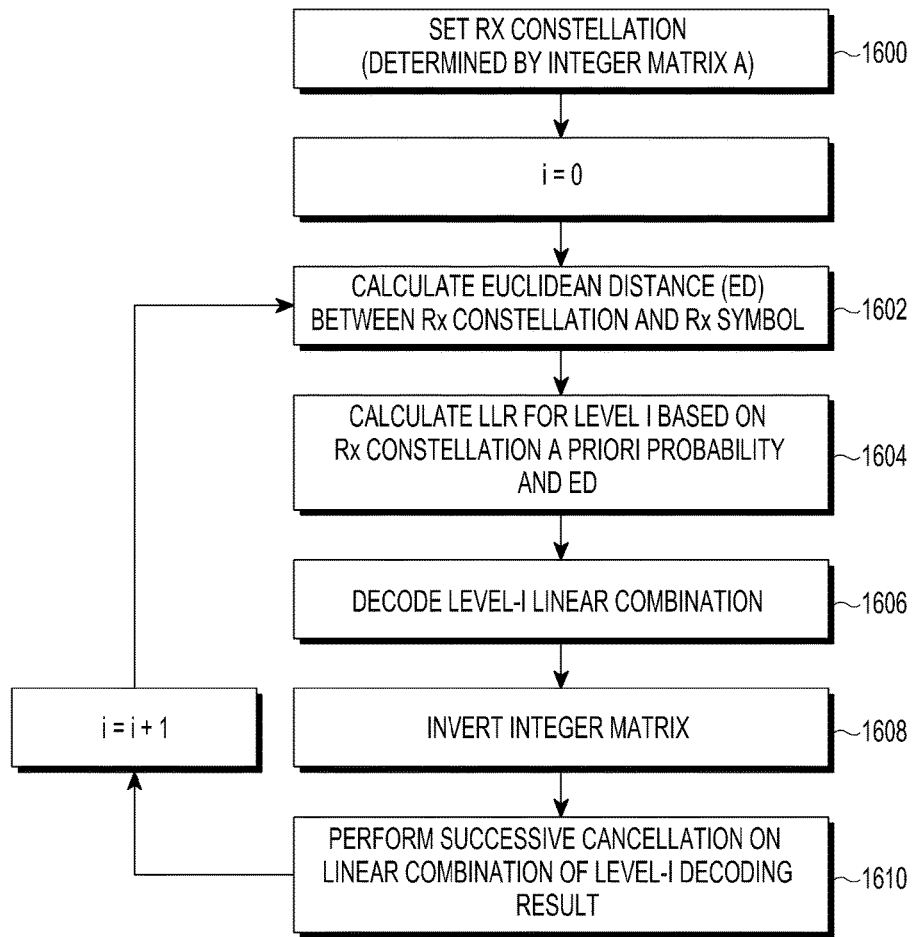 SET RX CONSTELLATION
(DETERMINED BY INTEGER MATRIX A)
1600
i = 0
CALCULATE EUCLIDEAN DISTANCE (ED)
BETWEEN Rx CONSTELLATION AND Rx SYMBOL
1602
CALCULATE LLR FOR LEVEL I BASED ON
Rx CONSTELLATION A PRIORI PROBABILITY
AND ED
1604
DECODE LEVEL-I LINEAR COMBINATION
1606
INVERT INTEGER MATRIX
1608
i = i + 1
PERFORM SUCCESSIVE CANCELLATION ON
LINEAR COMBINATION OF LEVEL-I DECODING
RESULT
1610